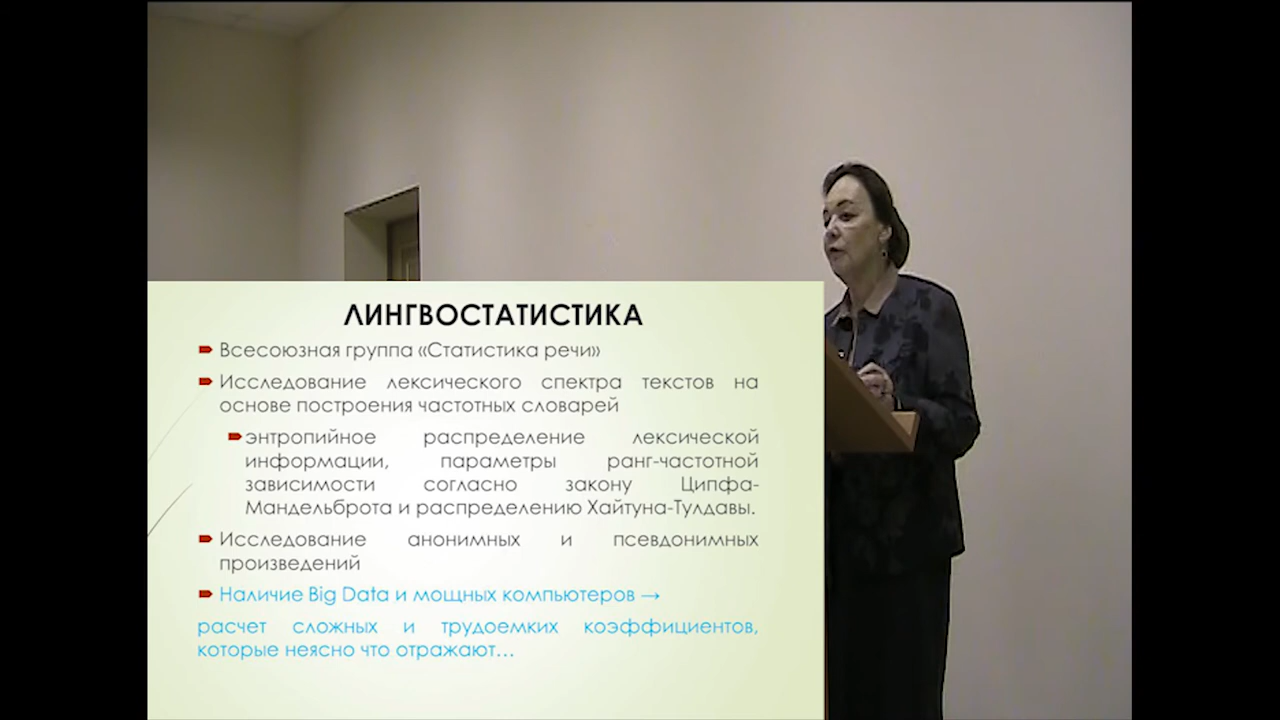 ЛИНГВОСТАТИСТИКА
Всесоюзная группа «Статистика речи»
Исследование лексического спектра текстов на
основе построения частотных словарей
энтропийное распределение лексической
информации, параметры ранг-частотной
зависимости согласно закону Ципфа-
Мандельброта и распределению Хайтуна-Тулдавы.
Исследование анонимных и псевдонимных
произведений
Наличие Big Data и мощных компьютеров →
расчет сложных и трудоемких коэффициентов,
которые неясно что отражают...